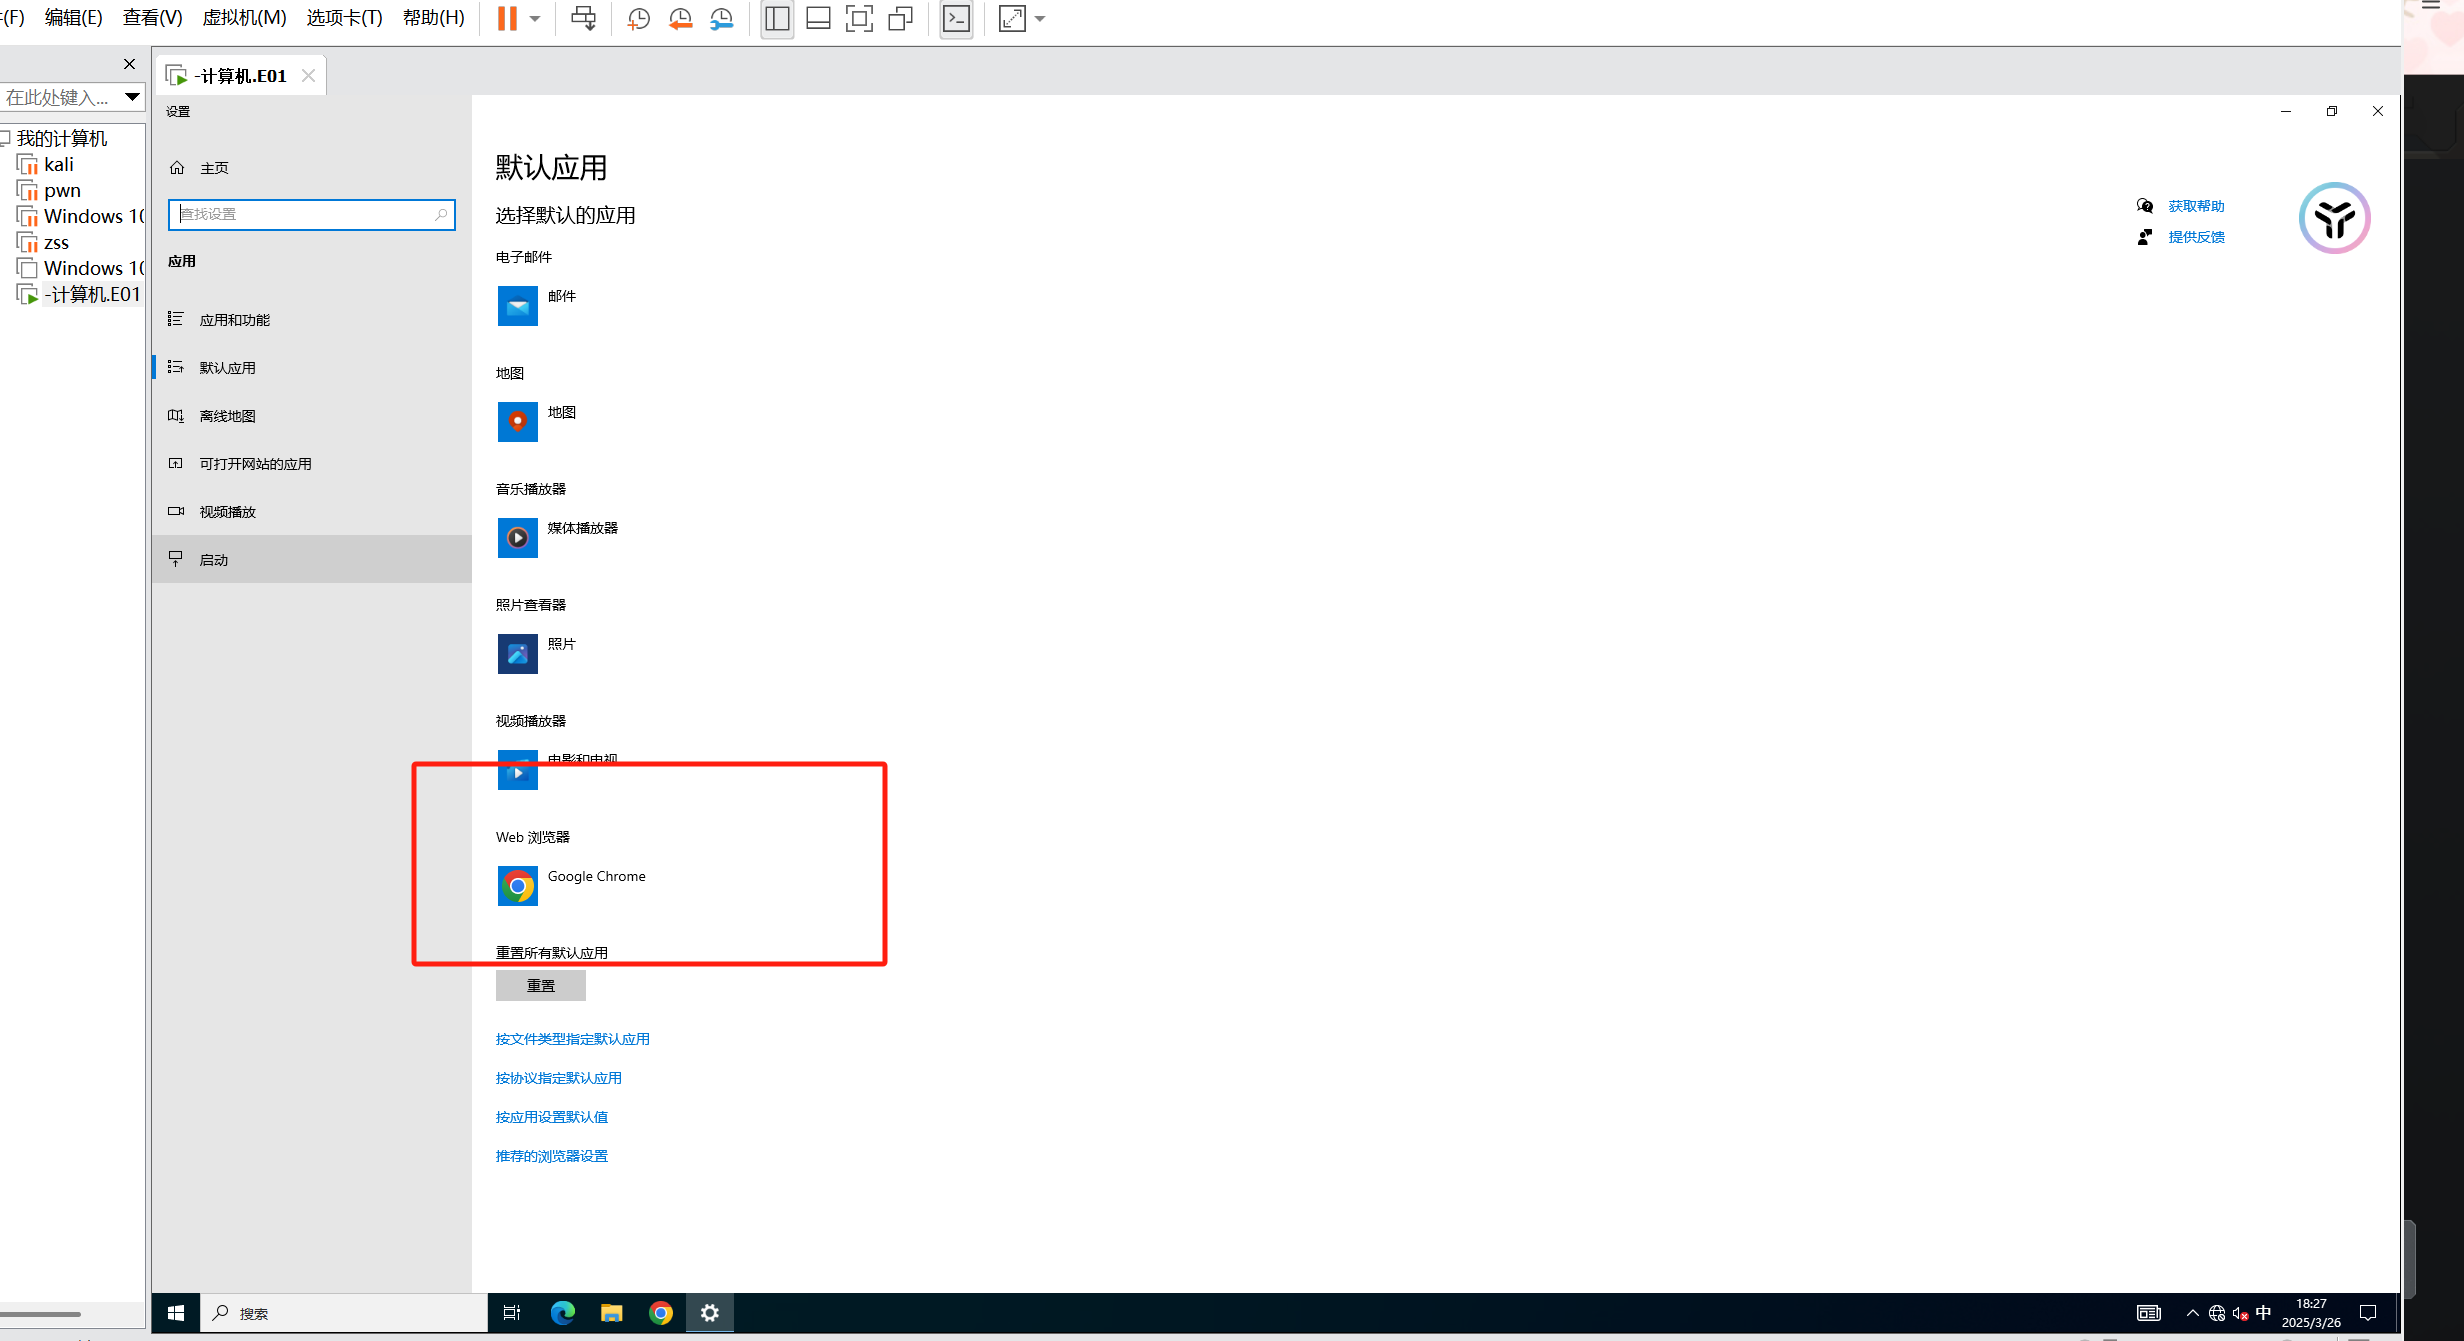 (F) 编辑(E) 查看(V) 虚拟机(M) 选项卡(T) 帮助(H)
在此处键入...
我的计算机
kali
pwn
Windows 10
zss
Windows 10
-计算机.E01
-计算机.E01
设置
主页
查找设置
应用
应用和功能
默认应用
离线地图
可打开网站的应用
视频播放
启动
默认应用
选择默认的应用
电子邮件
邮件
地图
地图
音乐播放器
媒体播放器
照片查看器
照片
视频播放器
电影和电视
Web 浏览器
Google Chrome
重置所有默认应用
重置
按文件类型指定默认应用
按协议指定默认应用
按应用设置默认值
推荐的浏览器设置
获取帮助
提供反馈
搜索
中
18:27
2025/3/26